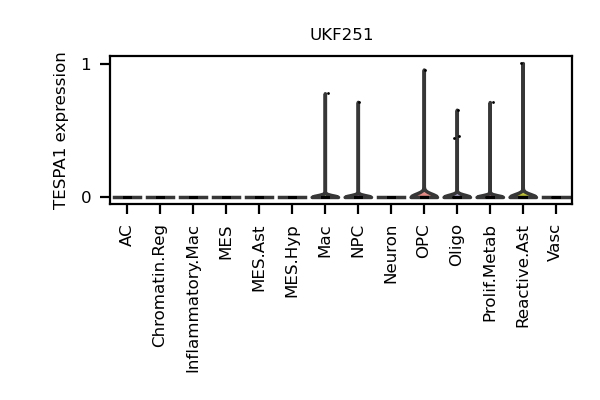 UKF251
TESPA1 expression
1
0
AC
Chromatin.Reg
Inflammatory.Mac
MES
MES.Ast
MES.Hyp
Mac
NPC
Neuron
OPC
Oligo
Prolif.Metab
Reactive.Ast
Vasc